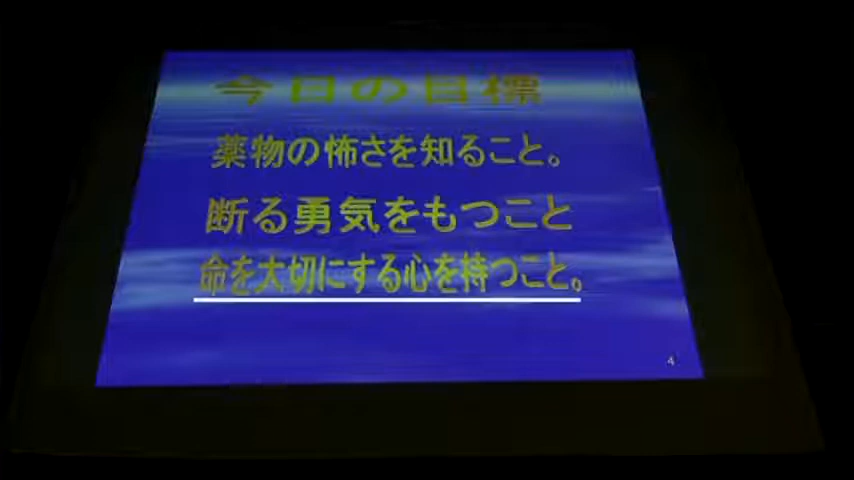 今日の目標
薬物の怖さを知ること。
断る勇気をもつこと
命を大切にする心を持つこと。
4